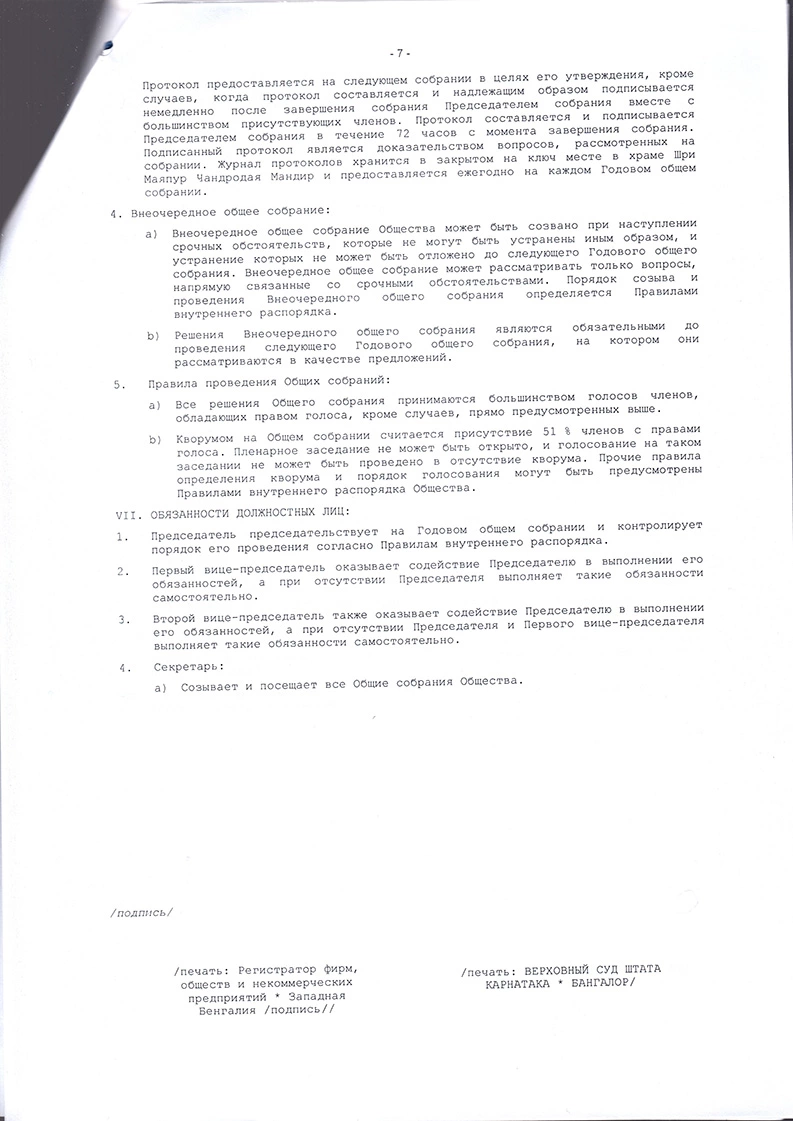 -7-
Протокол предоставляется на следующем собрании в целях его утверждения, кроме
случаев, когда протокол составляется и надлежащим образом подписывается
немедленно после завершения собрания Председателем собрания вместе с
большинством присутствующих членов. Протокол составляется и подписывается
Председателем собрания в течение 72 часов с момента завершения собрания.
Подписанный протокол является доказательством вопросов, рассмотренных на
собрании. Журнал протоколов хранится в закрытом на ключ месте в храме Шри
Маяпур Чандродая Мандир и предоставляется ежегодно на каждом Годовом общем
собрании.
4. Внеочередное общее собрание:
a) Внеочередное общее собрание Общества может быть созвано при наступлении
срочных обстоятельств, которые не могут быть устранены иным образом, и
устранение которых не может быть отложено до следующего Годового общего
собрания. Внеочередное общее собрание может рассматривать только вопросы,
напрямую связанные со срочными обстоятельствами. Порядок созыва и
проведения Внеочередного общего собрания определяется Правилами
внутреннего распорядка.
b) Решения Внеочередного общего собрания являются обязательными до
проведения следующего Годового общего собрания, на котором они
рассматриваются в качестве предложений.
5. Правила проведения Общих собраний:
a) Все решения Общего собрания принимаются большинством голосов членов,
обладающих правом голоса, кроме случаев, прямо предусмотренных выше.
b) Кворумом на Общем собрании считается присутствие 51 % членов с правами
голоса. Пленарное заседание не может быть открыто, и голосование на таком
заседании не может быть проведено в отсутствие кворума. Прочие правила
определения кворума и порядок голосования могут быть предусмотрены
Правилами внутреннего распорядка Общества.
VII. ОБЯЗАННОСТИ ДОЛЖНОСТНЫХ ЛИЦ:
1. Председатель председательствует на Годовом общем собрании и контролирует
порядок его проведения согласно Правилам внутреннего распорядка.
2. Первый вице-председатель оказывает содействие Председателю в выполнении его
обязанностей, а при отсутствии Председателя выполняет такие обязанности
самостоятельно.
3. Второй вице-председатель также оказывает содействие Председателю в выполнении
его обязанностей, а при отсутствии Председателя и Первого вице-председателя
выполняет такие обязанности самостоятельно.
4. Секретарь:
a) Созывает и посещает все Общие собрания Общества.
/подпись/
/печать: Регистратор фирм,
обществ и некоммерческих
предприятий * Западная
Бенгалия /подпись//
/печать: ВЕРХОВНЫЙ СУД ШТАТА
КАРНАТАКА * БАНГАЛОР/